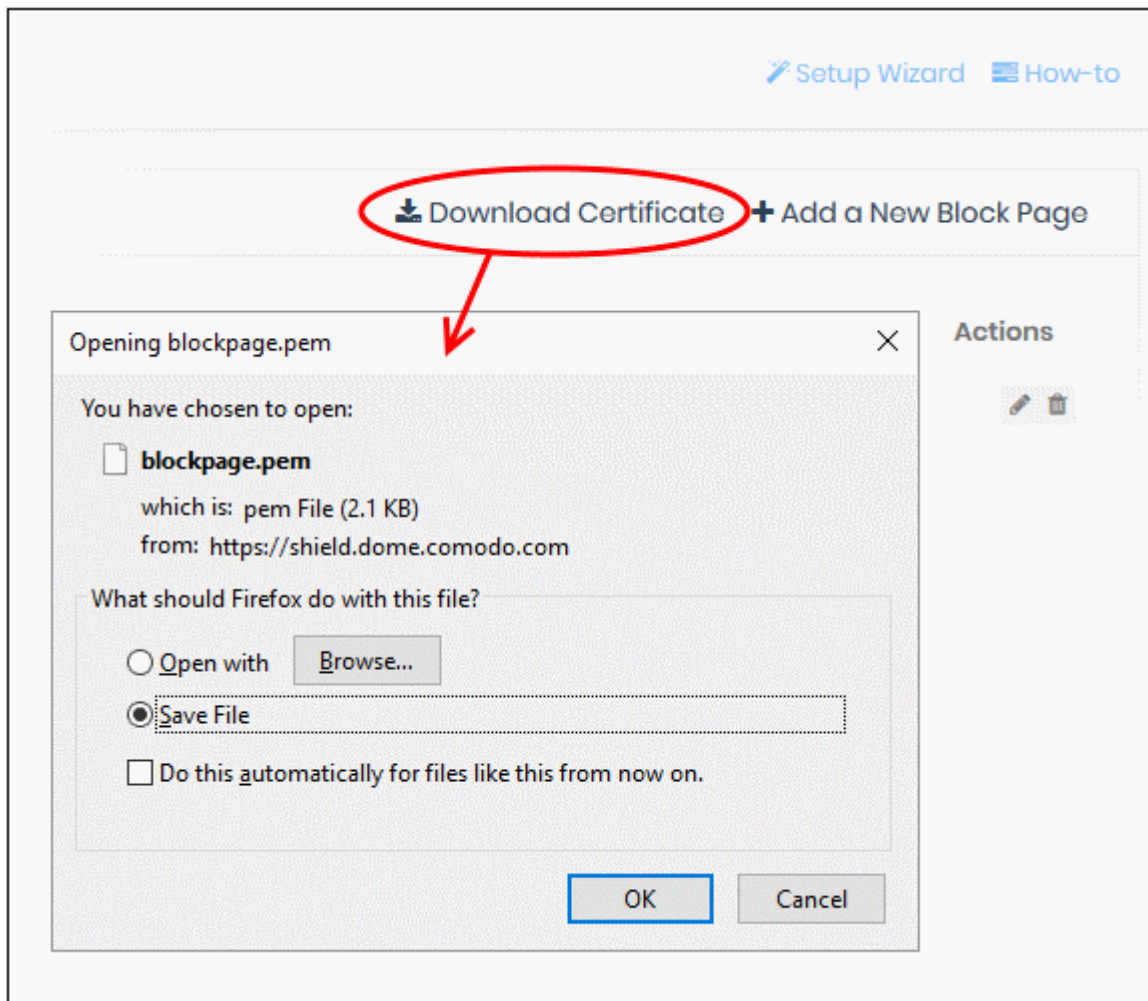 Setup Wizard How-to
Download Certificate Add a New Block Page
Actions
Opening blockpage.pem
You have chosen to open:
blockpage.pem
which is: pem File (2.1 KB)
from: https://shield.dome.comodo.com
What should Firefox do with this file?
Open with Browse...
Save File
Do this automatically for files like this from now on.
OK Cancel